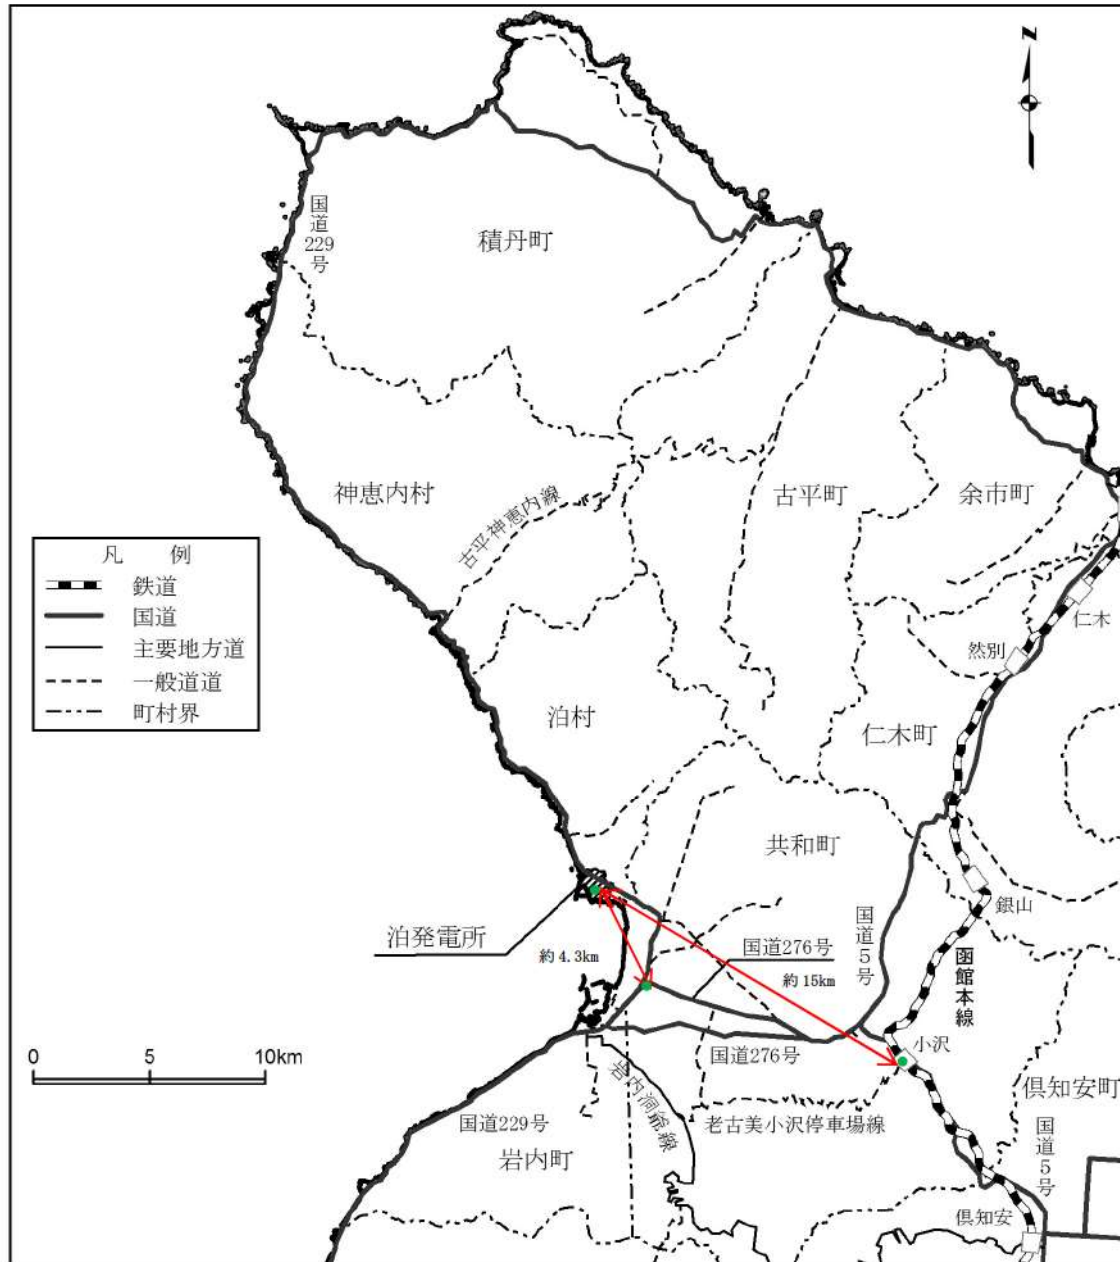 N
国道229号
積丹町
神恵内村
古平神恵内線
古平町
余市町
凡 例
鉄道
国道
主要地方道
一般道道
町村界
仁木
然別
泊村
仁木町
共和町
銀山
国道5号
函館本線
泊発電所
約4.3km
国道276号
約15km
小沢
0 5 10km
国道276号
岩内洞爺線
倶知安町
国道229号
老古美小沢停車場線
岩内町
国道5号
倶知安